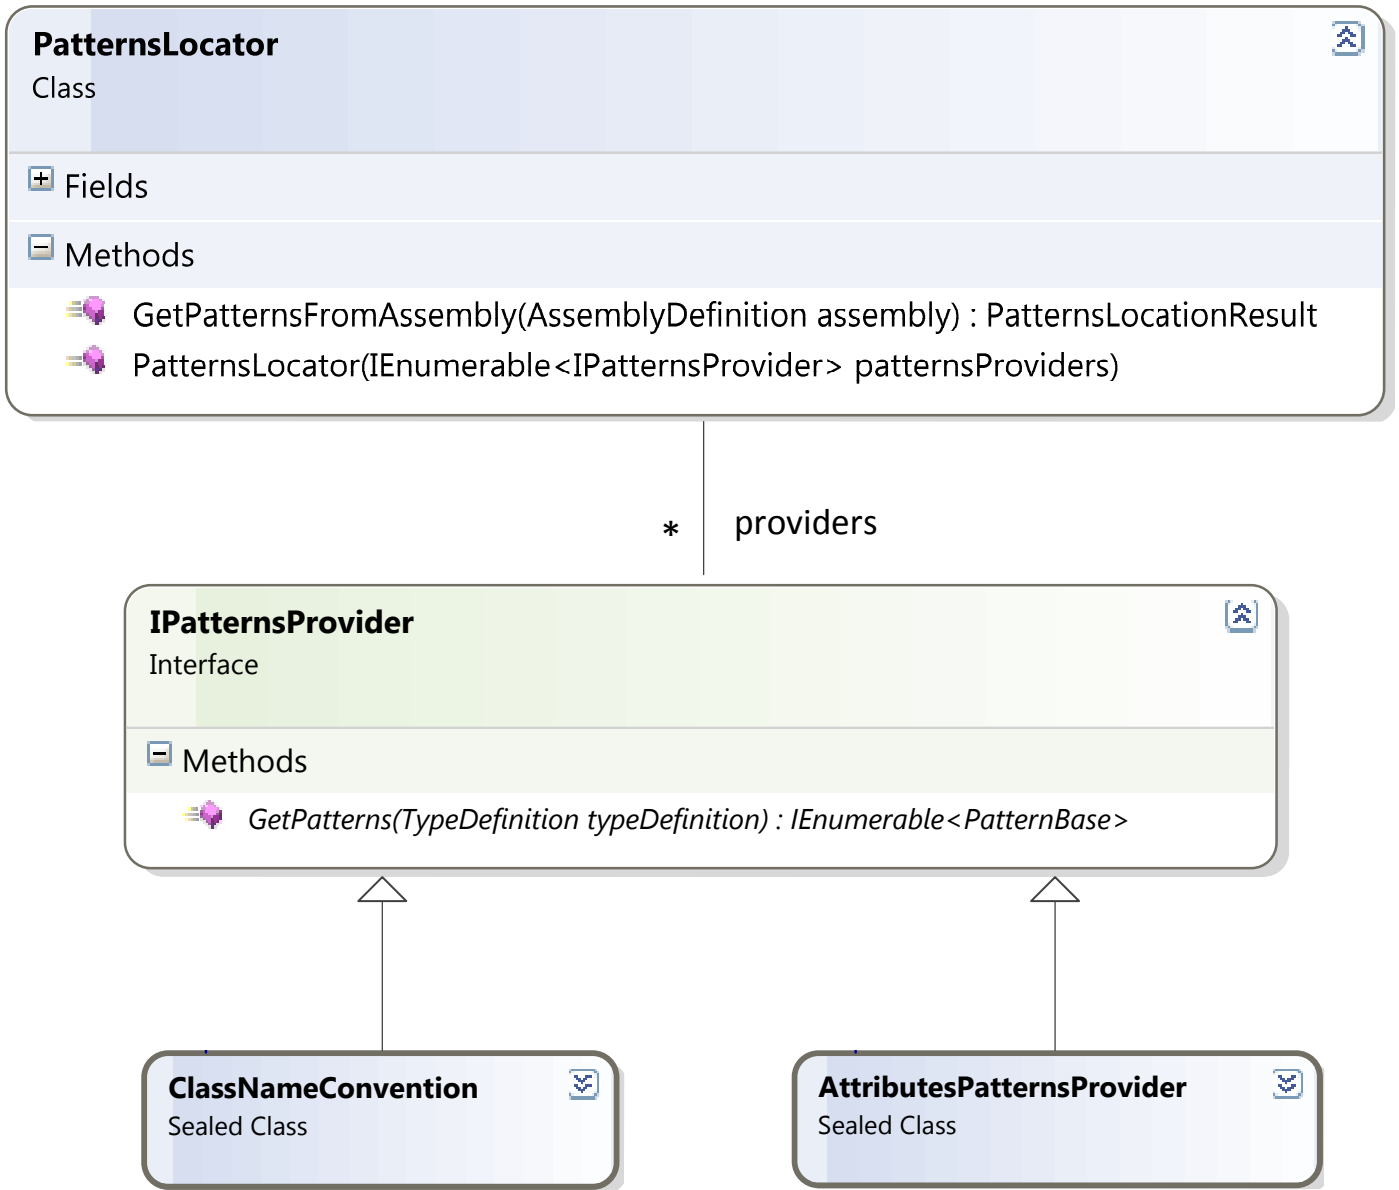 PatternsLocator
Class
Fields
Methods
GetPatternsFromAssembly(AssemblyDefinition assembly) : PatternsLocationResult
PatternsLocator(IEnumerable<IPatternsProvider> patternsProviders)
* providers
IPatternsProvider
Interface
Methods
GetPatterns(TypeDefinition typeDefinition) : IEnumerable<PatternBase>
ClassNameConvention
Sealed Class
AttributesPatternsProvider
Sealed Class